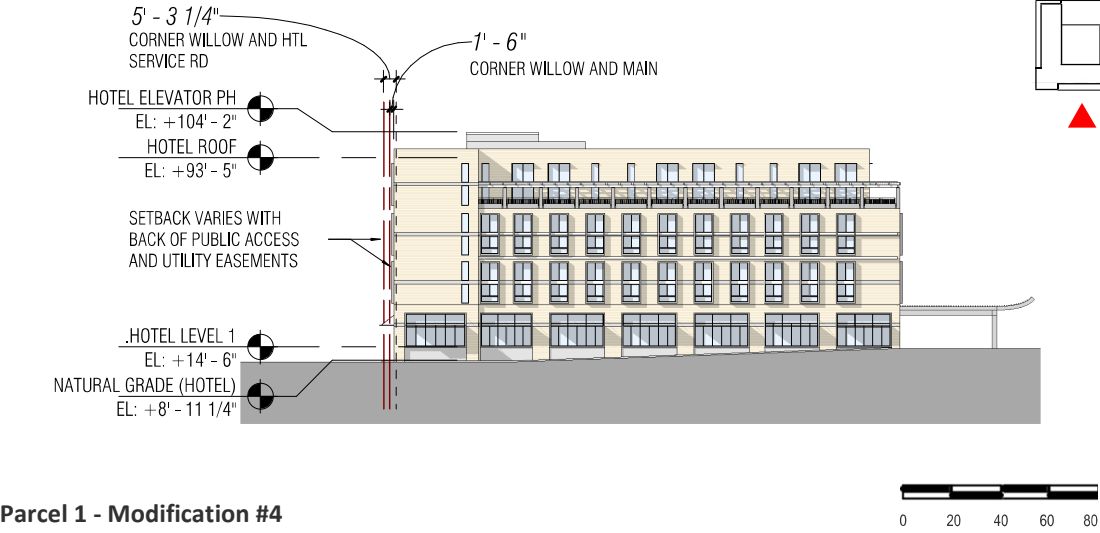 5' - 3 1/4"
CORNER WILLOW AND HTL
SERVICE RD
1' - 6"
CORNER WILLOW AND MAIN
HOTEL ELEVATOR PH
EL: +104' - 2"
HOTEL ROOF
EL: +93' - 5"
SETBACK VARIES WITH
BACK OF PUBLIC ACCESS
AND UTILITY EASEMENTS
.HOTEL LEVEL 1
EL: +14' - 6"
NATURAL GRADE (HOTEL)
EL: +8' - 11 1/4"
Parcel 1 - Modification #4
0 20 40 60 80